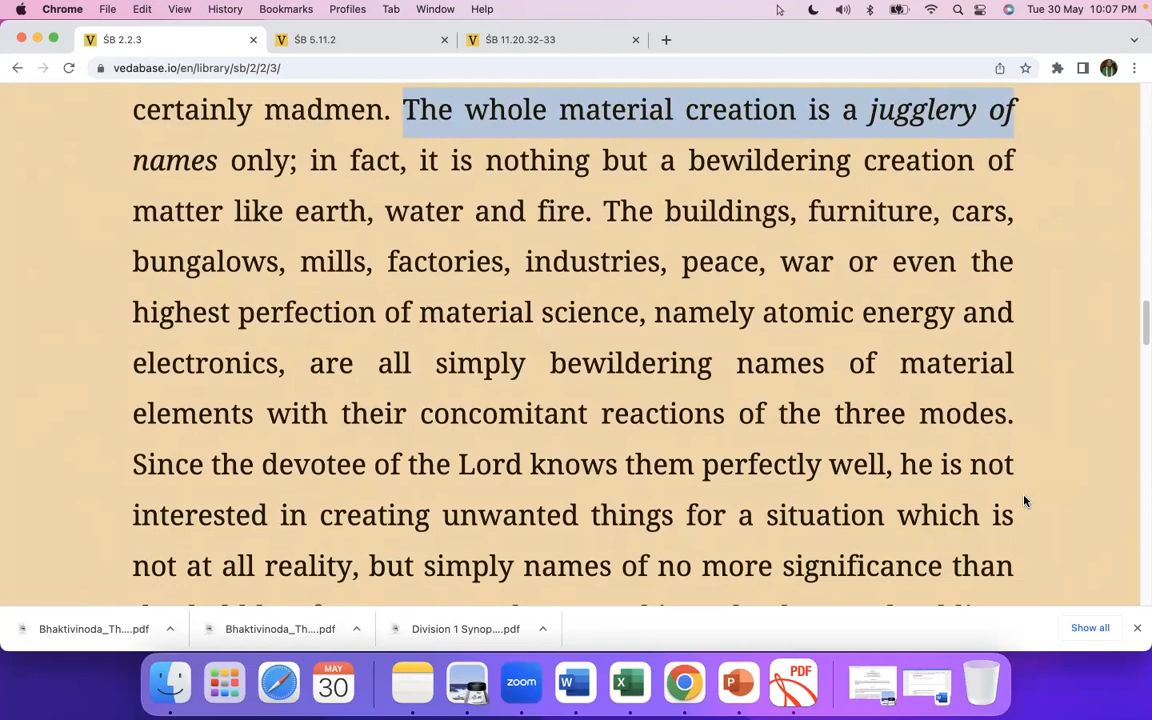 Chrome File Edit View History Bookmarks Profiles Tab Window Help Tue 30 May 10:07 PM
V ŚB 2.2.3 V ŚB 5.11.2 V ŚB 11.20.32-33
vedabase.io/en/library/sb/2/2/3/
certainly madmen. The whole material creation is a jugglery of
names only; in fact, it is nothing but a bewildering creation of
matter like earth, water and fire. The buildings, furniture, cars,
bungalows, mills, factories, industries, peace, war or even the
highest perfection of material science, namely atomic energy and
electronics, are all simply bewildering names of material
elements with their concomitant reactions of the three modes.
Since the devotee of the Lord knows them perfectly well, he is not
interested in creating unwanted things for a situation which is
not at all reality, but simply names of no more significance than
Bhaktivinoda_Th....pdf Bhaktivinoda_Th....pdf Division 1 Synop....pdf Show all
MAY
30
zoom
W
X
P
PDF